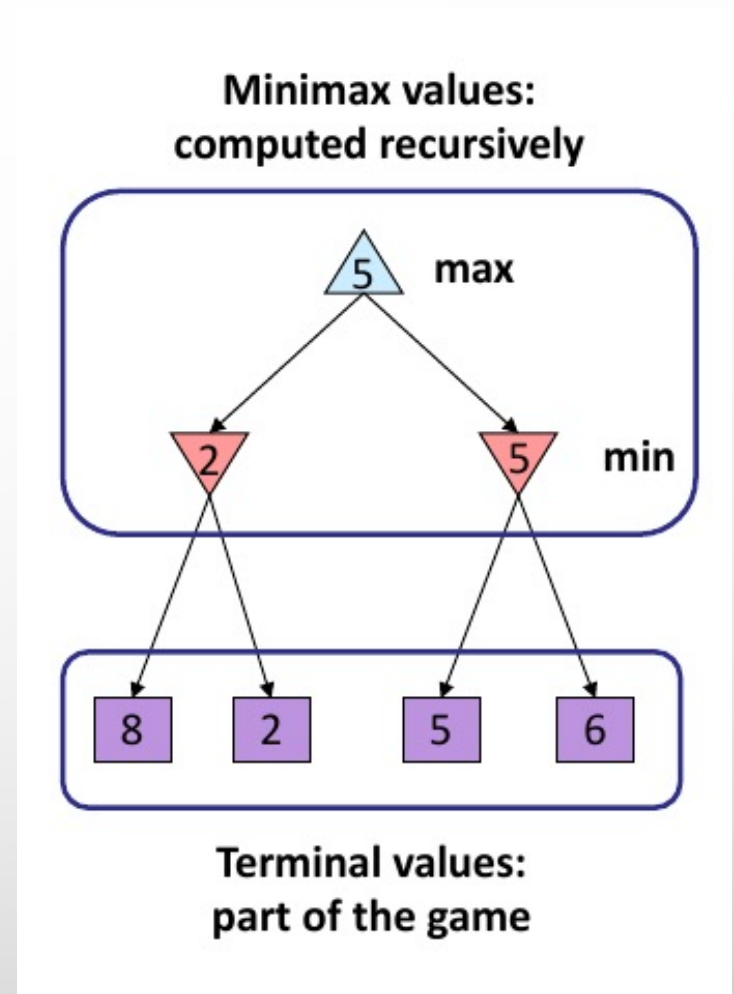 Minimax values:
computed recursively
5 max
2 5 min
8 2 5 6
Terminal values:
part of the game